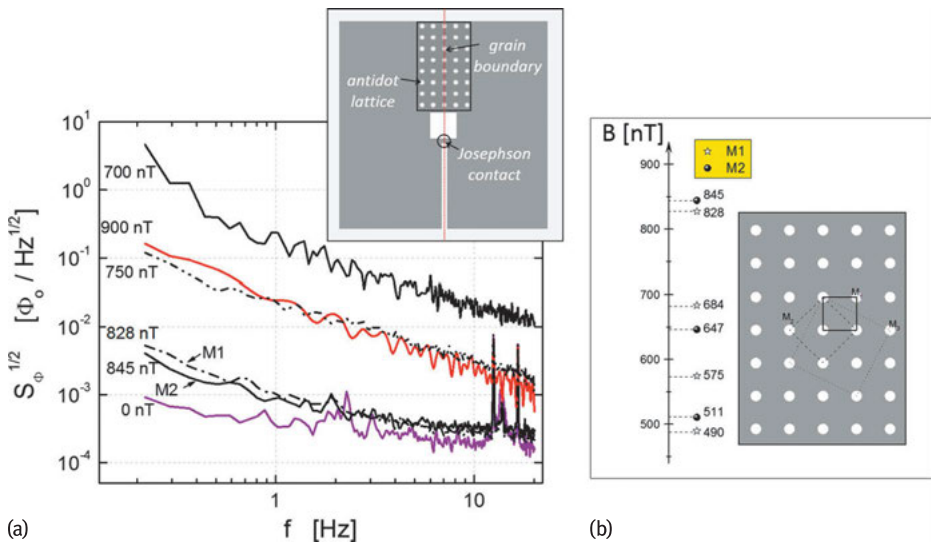 grain
boundary
antidot
lattice
Josephson
contact
10¹
10⁰
10⁻¹
10⁻²
10⁻³
10⁻⁴
S_Φ^1/2 [Φ₀ / Hz^1/2]
700 nT
900 nT
750 nT
828 nT
M1
845 nT
M2
0 nT
1
10
f [Hz]
(a)
B [nT]
M1
M2
900
800
700
600
500
845
828
684
647
575
511
490
M
M₂
M₃
(b)